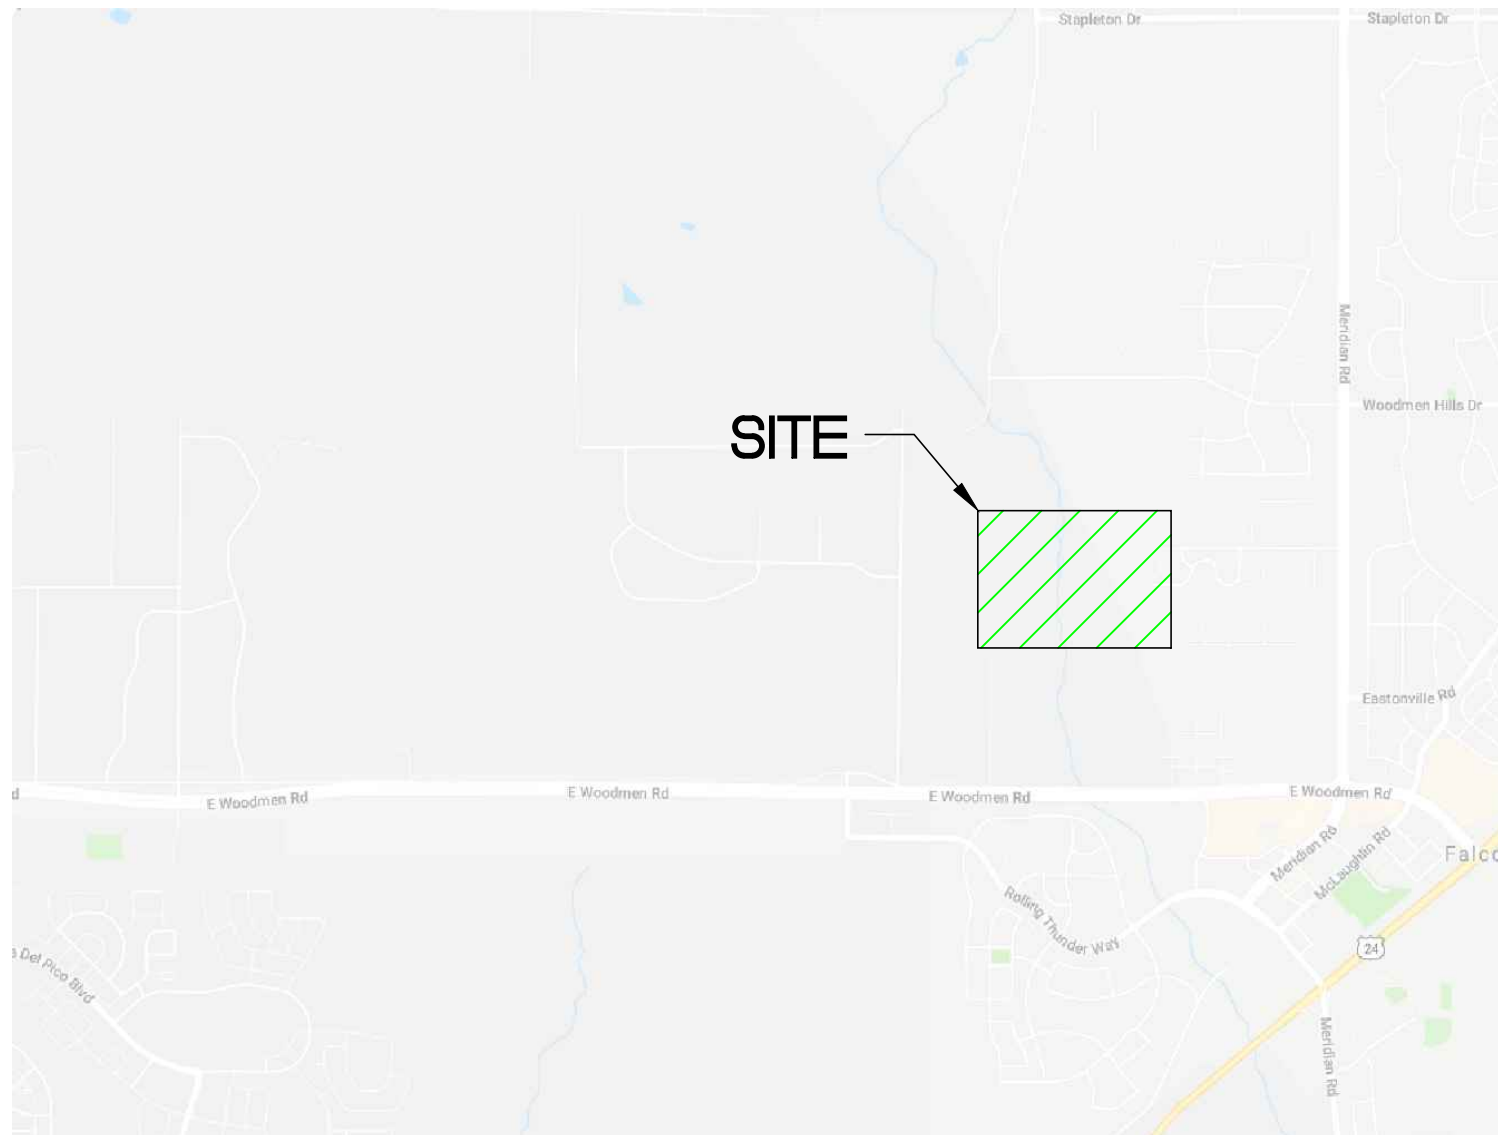 Stapleton Dr
Stapleton Dr
Meridian Rd
Woodmen Hills Dr
SITE
Eastonville Rd
d
E Woodmen Rd
E Woodmen Rd
E Woodmen Rd
E Woodmen Rd
Meridian Rd
McLaughlin Rd
Falco
Rolling Thunder Way
24
s Del Pico Blvd
Meridian Rd